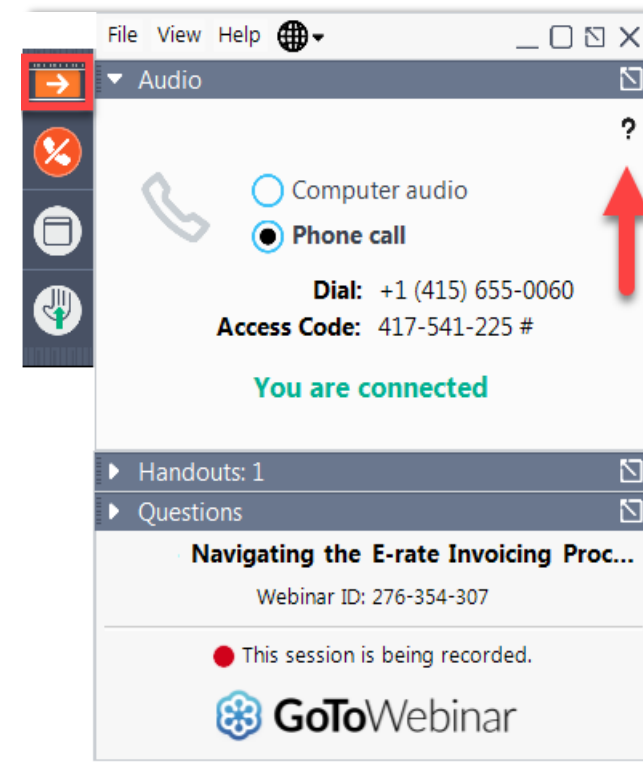 File View Help
Audio
?
Computer audio
Phone call
Dial: +1 (415) 655-0060
Access Code: 417-541-225 #
You are connected
Handouts: 1
Questions
Navigating the E-rate Invoicing Proc...
Webinar ID: 276-354-307
This session is being recorded.
GoToWebinar